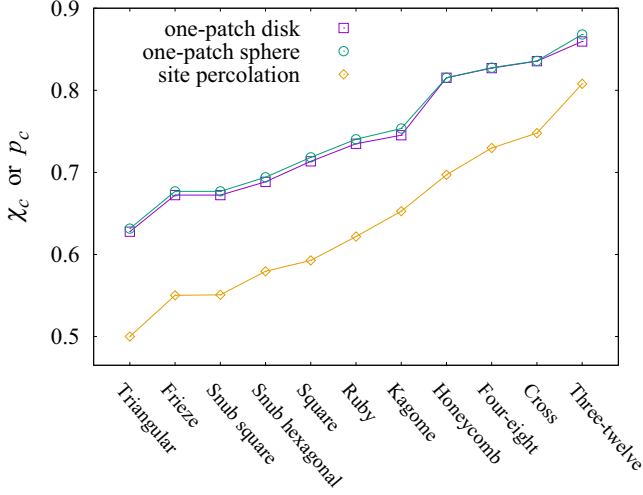 0.9
0.8
0.7
0.6
0.5
χc or pc
one-patch disk
one-patch sphere
site percolation
Triangular
Frieze
Snub square
Snub hexagonal
Square
Ruby
Kagome
Honeycomb
Four-eight
Cross
Three-twelve